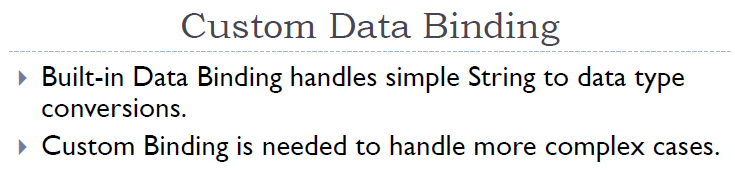 Custom Data Binding
Built-in Data Binding handles simple String to data type
conversions.
Custom Binding is needed to handle more complex cases.